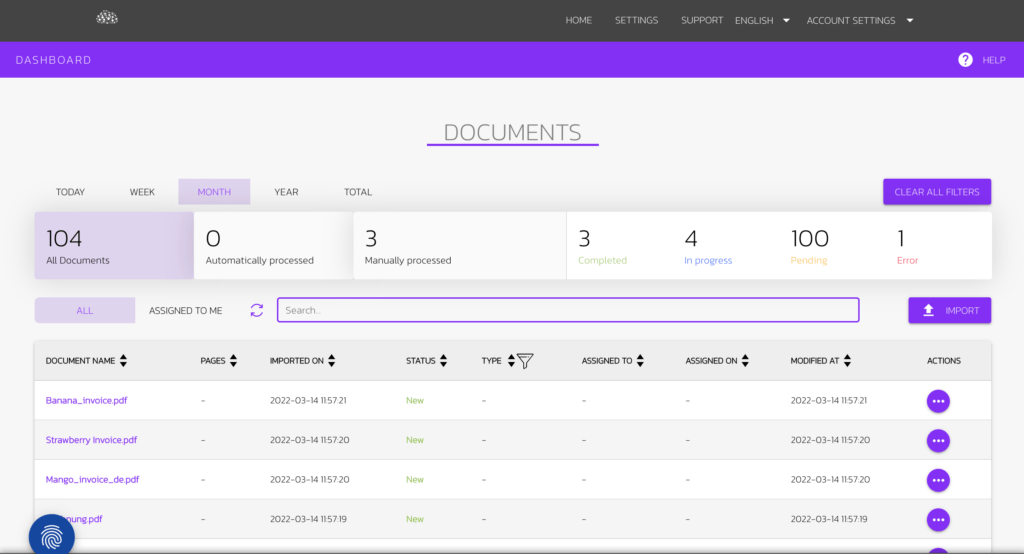 HOME SETTINGS SUPPORT ENGLISH ACCOUNT SETTINGS
DASHBOARD ? HELP
DOCUMENTS
TODAY WEEK MONTH YEAR TOTAL CLEAR ALL FILTERS
104 0 3 3 4 100 1
All Documents Automatically processed Manually processed Completed In progress Pending Error
ALL ASSIGNED TO ME Search... IMPORT
DOCUMENT NAME PAGES IMPORTED ON STATUS TYPE ASSIGNED TO ASSIGNED ON MODIFIED AT ACTIONS
Banana_invoice.pdf - 2022-03-14 11:57:21 New - - - 2022-03-14 11:57:21
Strawberry Invoice.pdf - 2022-03-14 11:57:20 New - - - 2022-03-14 11:57:20
Mango_invoice_de.pdf - 2022-03-14 11:57:20 New - - - 2022-03-14 11:57:20
- 2022-03-14 11:57:19 New - - - 2022-03-14 11:57:19